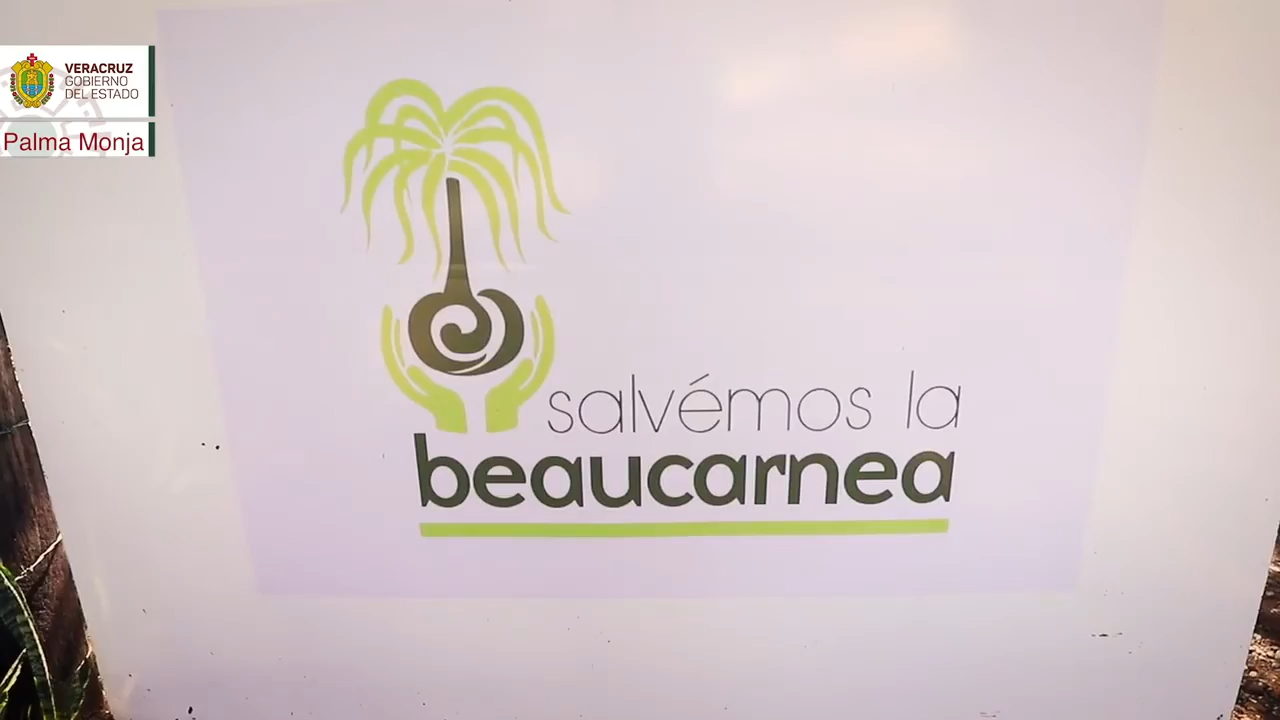 VERACRUZ
GOBIERNO
DEL ESTADO
Palma Monja
salvémos la
beaucarnea